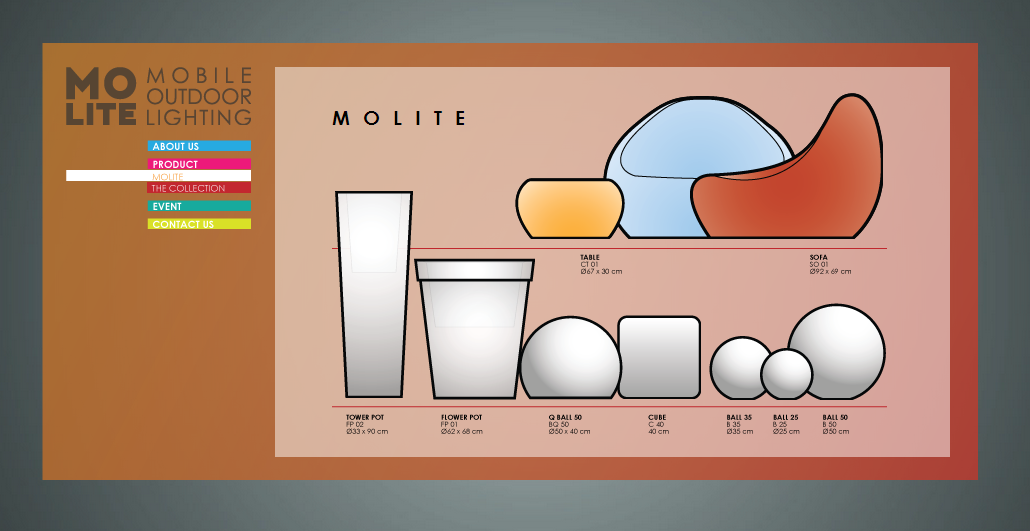 MO
LITE
MOBILE
OUTDOOR
LIGHTING
ABOUT US
PRODUCT
MOLITE
THE COLLECTION
EVENT
CONTACT US
MOLITE
TABLE
CT 01
Ø67 x 30 cm
SOFA
SO 01
Ø92 x 69 cm
TOWER POT
FP 02
Ø33 x 90 cm
FLOWER POT
FP 01
Ø62 x 68 cm
Q BALL 50
BQ 50
Ø50 x 40 cm
CUBE
C 40
40 cm
BALL 35
B 35
Ø35 cm
BALL 25
B 25
Ø25 cm
BALL 50
B 50
Ø50 cm